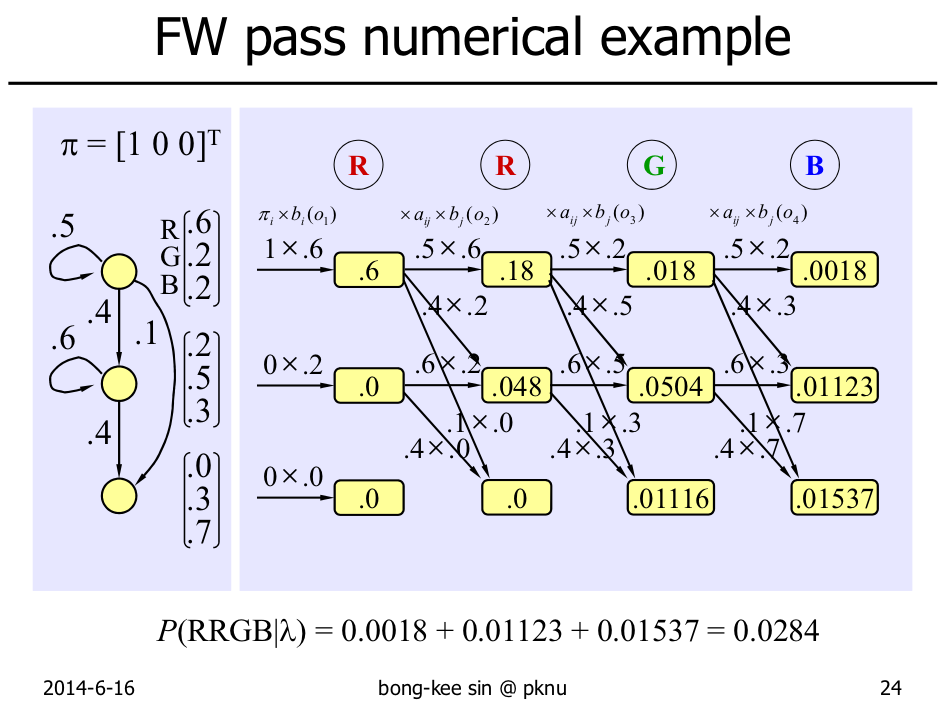 FW pass numerical example
π = [1 0 0]ᵀ
R R G B
πᵢ × bᵢ(o₁) × aᵢⱼ × bⱼ(o₂) × aᵢⱼ × bⱼ(o₃) × aᵢⱼ × bⱼ(o₄)
.5
R .6
G .2
B .2
1×.6 .5×.6 .5×.2 .5×.2
.6 .18 .018 .0018
.4 .1
.4×.2 .4×.5 .4×.3
.6
.2
.5
.3
0×.2 .6×.2 .6×.5 .6×.3
.0 .048 .0504 .01123
.4
.1×.0 .1×.3 .1×.7
.4×.0 .4×.3 .4×.7
.0
.3
.7
0×.0
.0 .0 .01116 .01537
P(RRGB|λ) = 0.0018 + 0.01123 + 0.01537 = 0.0284
2014-6-16 bong-kee sin @ pknu 24